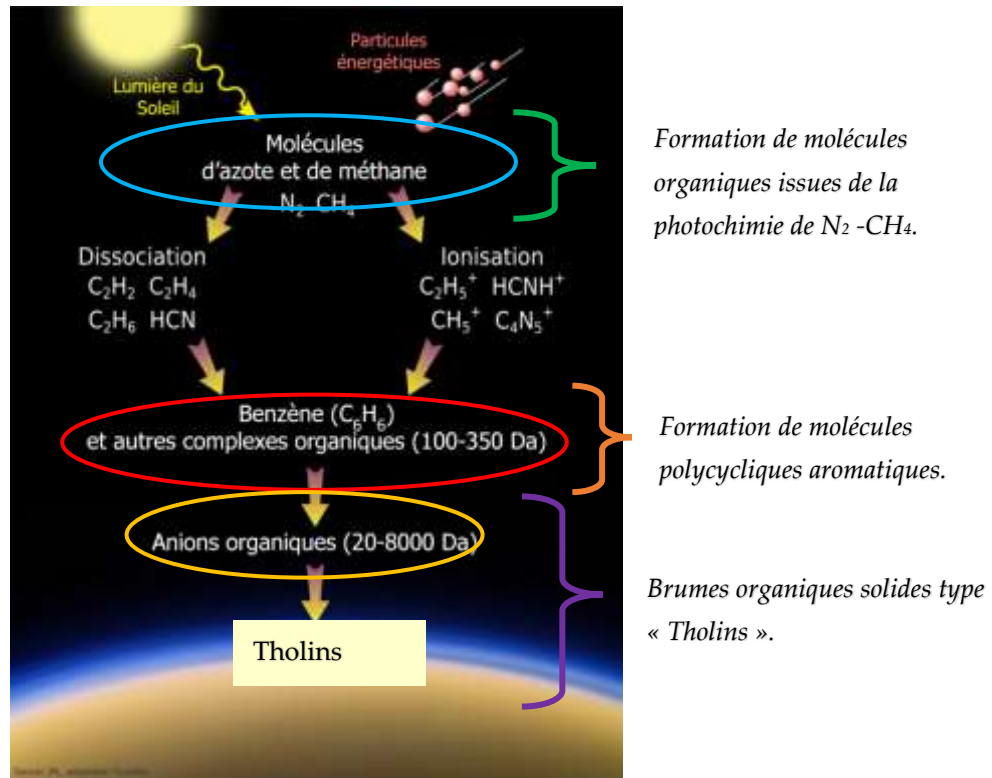 Particules
énergétiques
Lumière du
Soleil
Molécules
d'azote et de méthane
N₂ CH₄
Formation de molécules
organiques issues de la
photochimie de N₂ -CH₄.
Dissociation
C₂H₂ C₂H₄
C₂H₆ HCN
Ionisation
C₂H₅⁺ HCNH⁺
CH₅⁺ C₄N₅⁺
Benzène (C₆H₆)
et autres complexes organiques (100-350 Da)
Formation de molécules
polycycliques aromatiques.
Anions organiques (20-8000 Da)
Brumes organiques solides type
« Tholins ».
Tholins